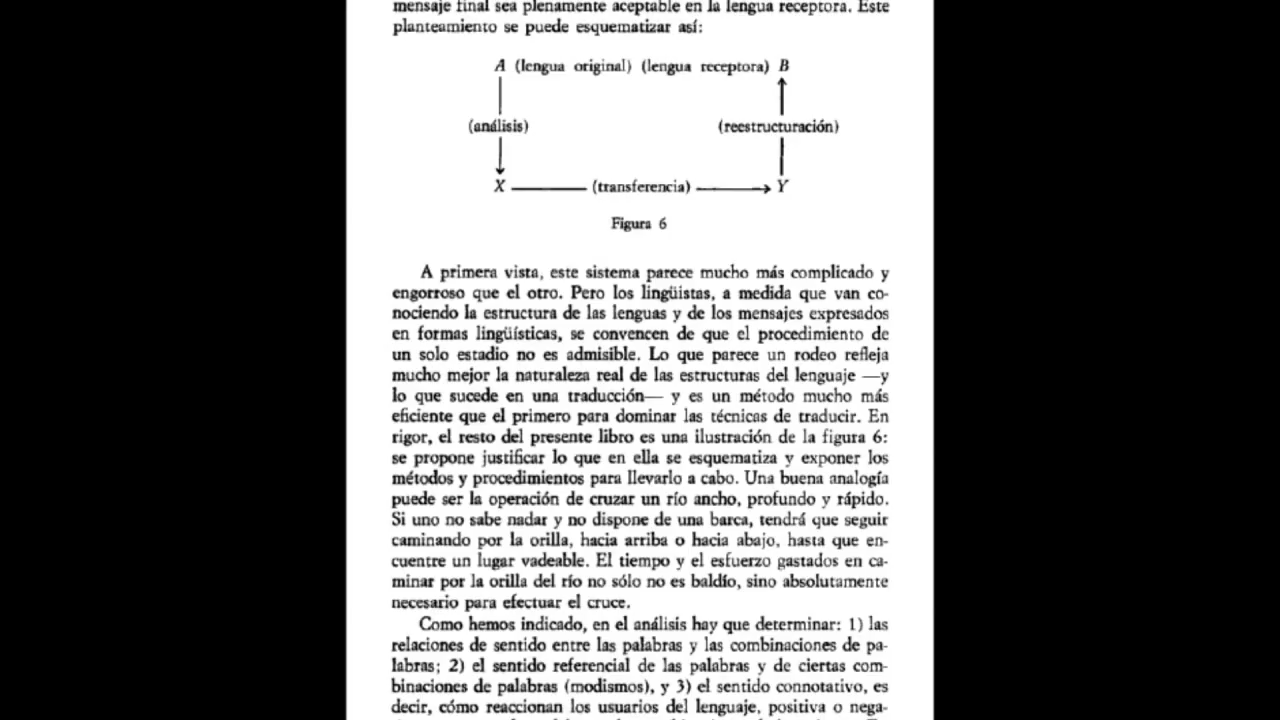 mensaje final sea plenamente aceptable en la lengua receptora. Este
planteamiento se puede esquematizar así:
A (lengua original) (lengua receptora) B
(análisis) (reestructuración)
X (transferencia) Y
Figura 6
A primera vista, este sistema parece mucho más complicado y
engorroso que el otro. Pero los lingüistas, a medida que van co-
nociendo la estructura de las lenguas y de los mensajes expresados
en formas lingüísticas, se convencen de que el procedimiento de
un solo estadio no es admisible. Lo que parece un rodeo refleja
mucho mejor la naturaleza real de las estructuras del lenguaje —y
lo que sucede en una traducción— y es un método mucho más
eficiente que el primero para dominar las técnicas de traducir. En
rigor, el resto del presente libro es una ilustración de la figura 6:
se propone justificar lo que en ella se esquematiza y exponer los
métodos y procedimientos para llevarlo a cabo. Una buena analogía
puede ser la operación de cruzar un río ancho, profundo y rápido.
Si uno no sabe nadar y no dispone de una barca, tendrá que seguir
caminando por la orilla, hacia arriba o hacia abajo, hasta que en-
cuentre un lugar vadeable. El tiempo y el esfuerzo gastados en ca-
minar por la orilla del río no sólo no es baldío, sino absolutamente
necesario para efectuar el cruce.
Como hemos indicado, en el análisis hay que determinar: 1) las
relaciones de sentido entre las palabras y las combinaciones de pa-
labras; 2) el sentido referencial de las palabras y de ciertas com-
binaciones de palabras (modismos), y 3) el sentido connotativo, es
decir, cómo reaccionan los usuarios del lenguaje, positiva o nega-